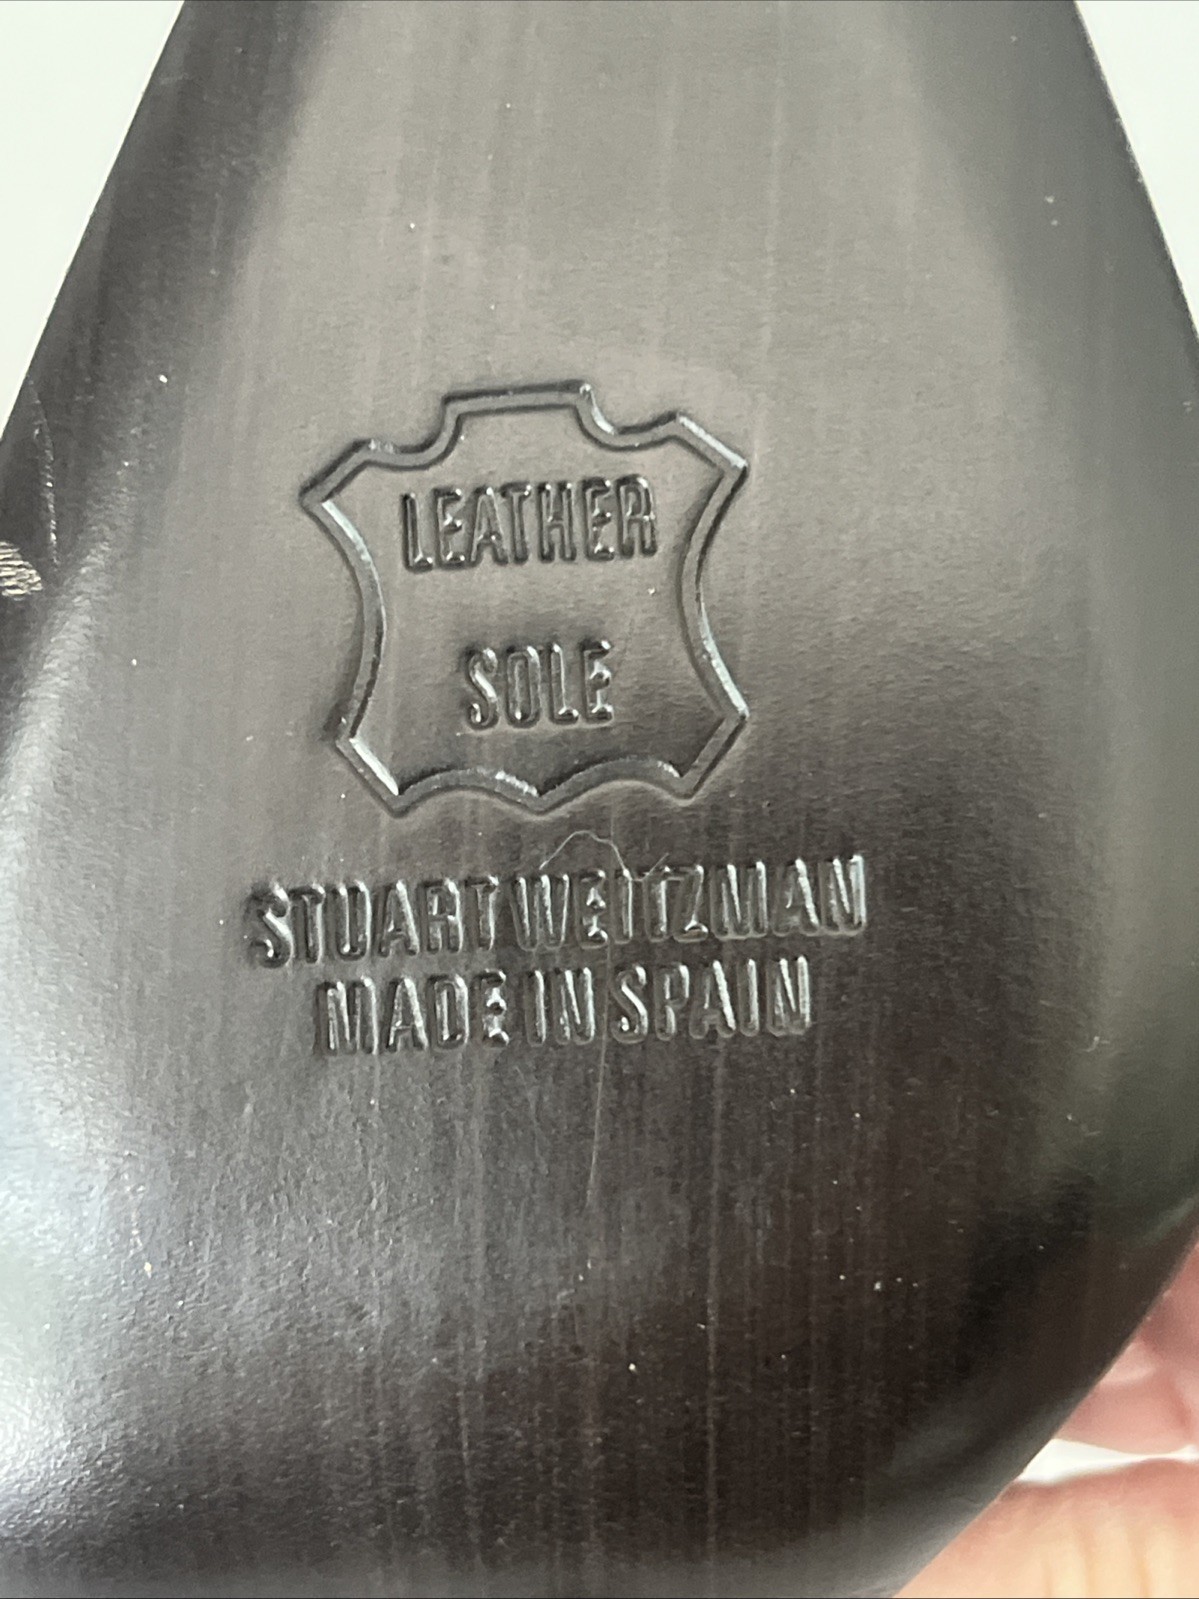 LEATHER
SOLE
STUART WEITZMAN
MADE IN SPAIN